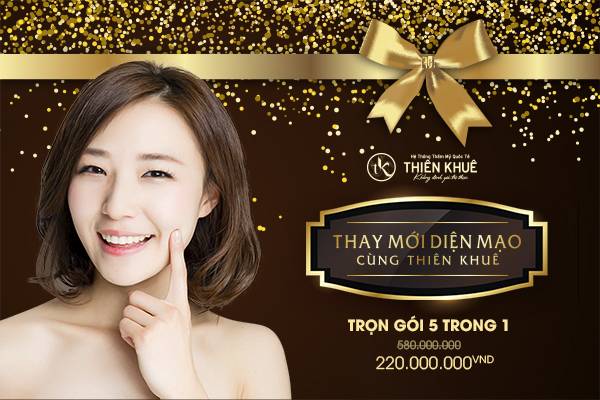 Hệ Thống Thẩm Mỹ Quốc Tế
THIÊN KHUÊ
THAY MỚI DIỆN MẠO
CÙNG THIÊN KHUÊ
TRỌN GÓI 5 TRONG 1
580.000.000
220.000.000VND